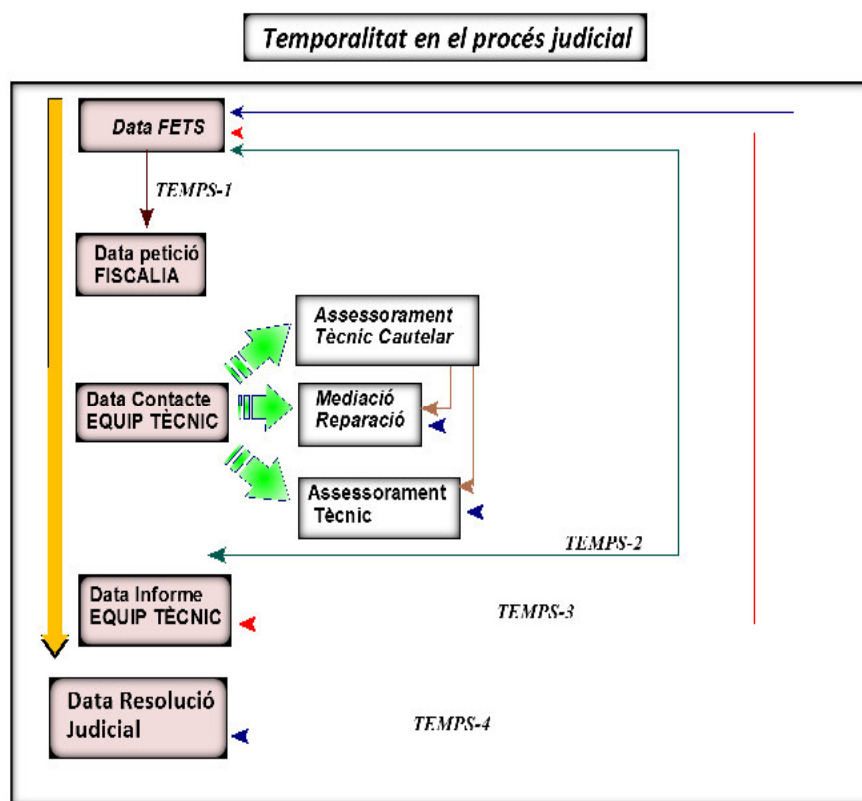 Temporalitat en el procés judicial
Data FETS
TEMPS-1
Data petició
FISCALIA
Assessorament
Tècnic Cautelar
Data Contacte
EQUIP TÈCNIC
Mediació
Reparació
Assessorament
Tècnic
TEMPS-2
Data Informe
EQUIP TÈCNIC
TEMPS-3
Data Resolució
Judicial
TEMPS-4